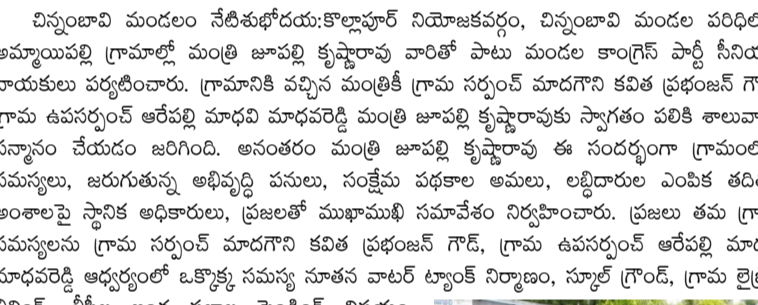 చిన్నంబావి మండలం నేటిశుభోదయ:కొల్లాపూర్ నియోజకవర్గం, చిన్నంబావి మండల పరిధిలో
అమ్మాయిపల్లి గ్రామాల్లో మంత్రి జూపల్లి కృష్ణారావు వారితో పాటు మండల కాంగ్రెస్ పార్టీ
నాయకులు పర్యటించారు. గ్రామానికి వచ్చిన మంత్రికీ గ్రామ సర్పంచ్ మాదగౌని కవిత ప్రభంజన్
గ్రామ ఉపసర్పంచ్ ఆరేపల్లి మాధవి మాధవరెడ్డి మంత్రి జూపల్లి కృష్ణారావుకు స్వాగతం పలికి
సన్మానం చేయడం జరిగింది. అనంతరం మంత్రి జూపల్లి కృష్ణారావు ఈ సందర్భంగా
సమస్యలు, జరుగుతున్న అభివృద్ధి పనులు, సంక్షేమ పథకాల అమలు, లబ్ధిదారుల ఎంపిక
అంశాలపై స్థానిక అధికారులు, ప్రజలతో ముఖాముఖి సమావేశం నిర్వహించారు. ప్రజలు తమ
సమస్యలను గ్రామ సర్పంచ్ మాదగౌని కవిత ప్రభంజన్ గౌడ్, గ్రామ ఉపసర్పంచ్ ఆరేపల్లి
మాధవరెడ్డి ఆధ్వర్యంలో ఒక్కొక్క సమస్య నూతన వాటర్ ట్యాంక్ నిర్మాణం, స్కూల్ గ్రౌండ్, గ్రామ